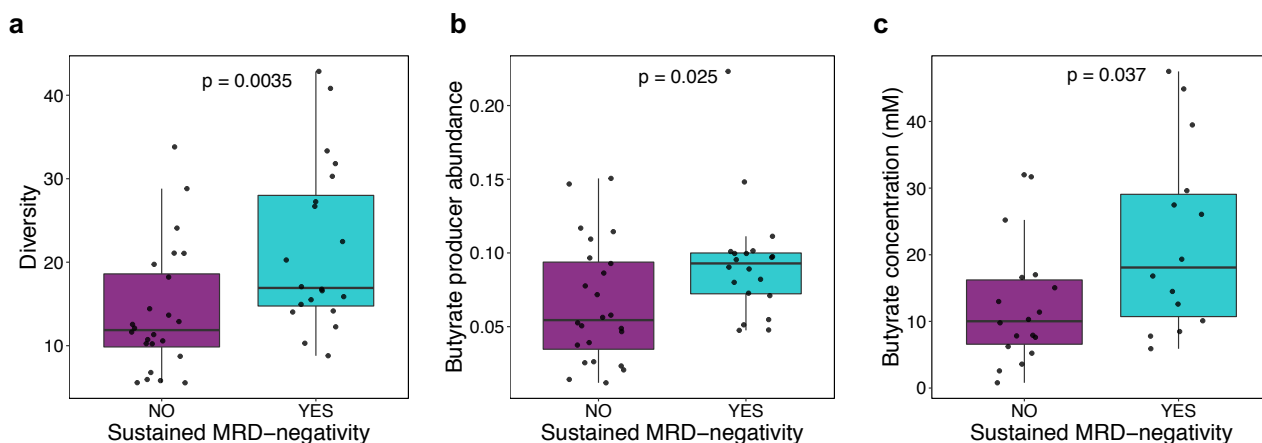 a
p = 0.0035
40
30
20
10
Diversity
NO YES
Sustained MRD−negativity
b
p = 0.025
0.20
0.15
0.10
0.05
Butyrate producer abundance
NO YES
Sustained MRD−negativity
c
p = 0.037
40
30
20
10
0
Butyrate concentration (mM)
NO YES
Sustained MRD−negativity